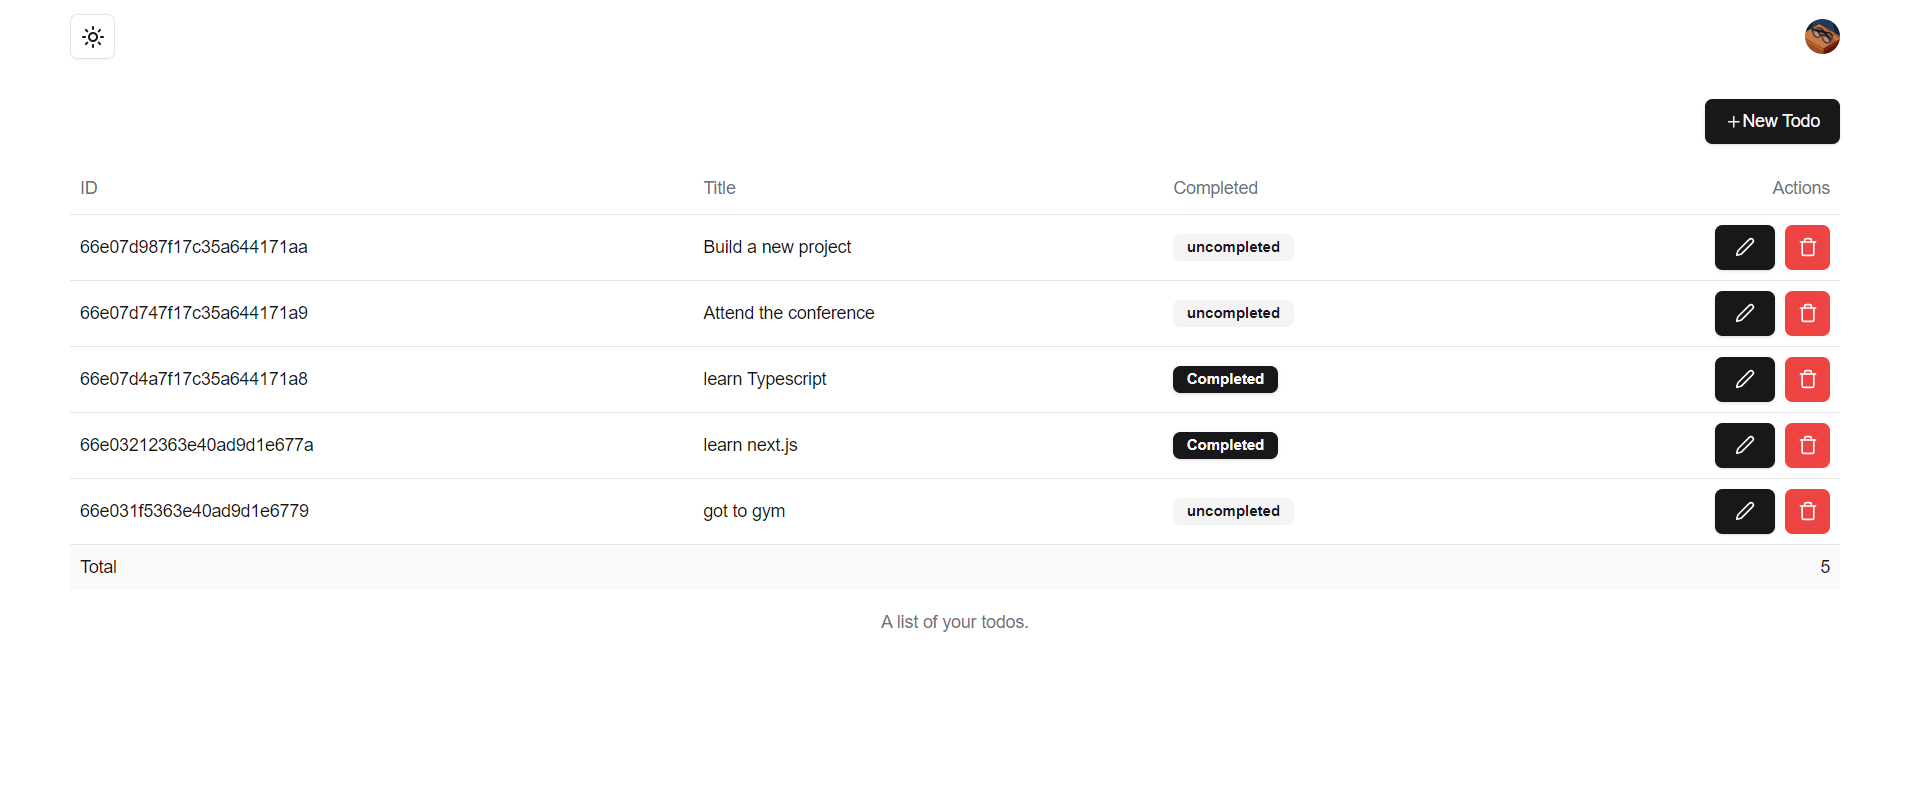 +New Todo
ID Title Completed Actions
66e07d987f17c35a644171aa Build a new project uncompleted
66e07d747f17c35a644171a9 Attend the conference uncompleted
66e07d4a7f17c35a644171a8 learn Typescript Completed
66e03212363e40ad9d1e677a learn next.js Completed
66e031f5363e40ad9d1e6779 got to gym uncompleted
Total 5
A list of your todos.